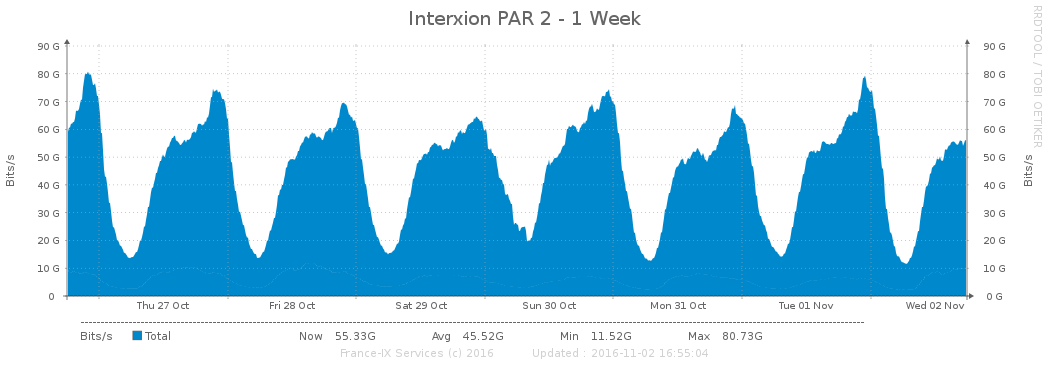 Interxion PAR 2 - 1 Week
RRDTOOL / TOBI OETIKER
Bits/s
90 G
80 G
70 G
60 G
50 G
40 G
30 G
20 G
10 G
0
90 G
80 G
70 G
60 G
50 G
40 G
30 G
20 G
10 G
0 G
Bits/s
Thu 27 Oct Fri 28 Oct Sat 29 Oct Sun 30 Oct Mon 31 Oct Tue 01 Nov Wed 02 Nov
Bits/s Total Now 55.33G Avg 45.52G Min 11.52G Max 80.73G
France-IX Services (c) 2016 Updated : 2016-11-02 16:55:04